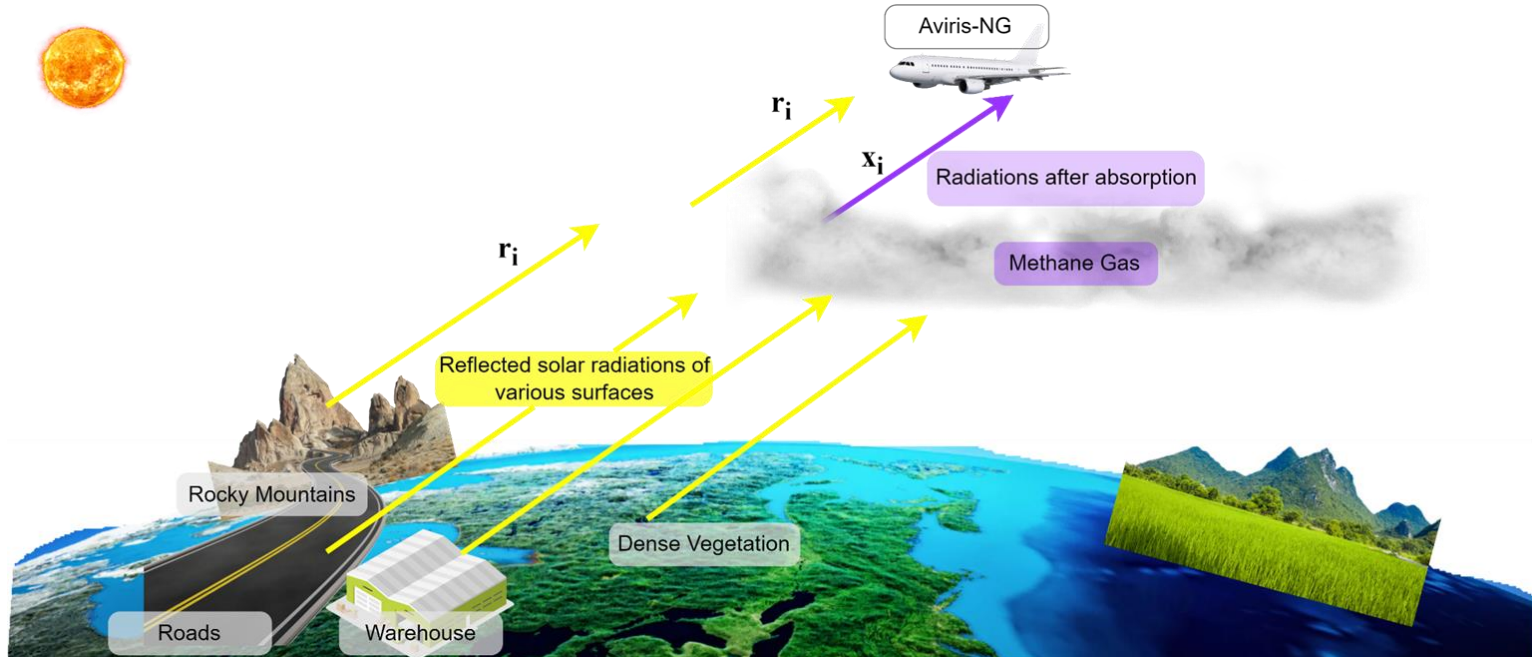 Aviris-NG
r_i
x_i
Radiations after absorption
r_i
Methane Gas
Reflected solar radiations of
various surfaces
Rocky Mountains
Dense Vegetation
Roads
Warehouse